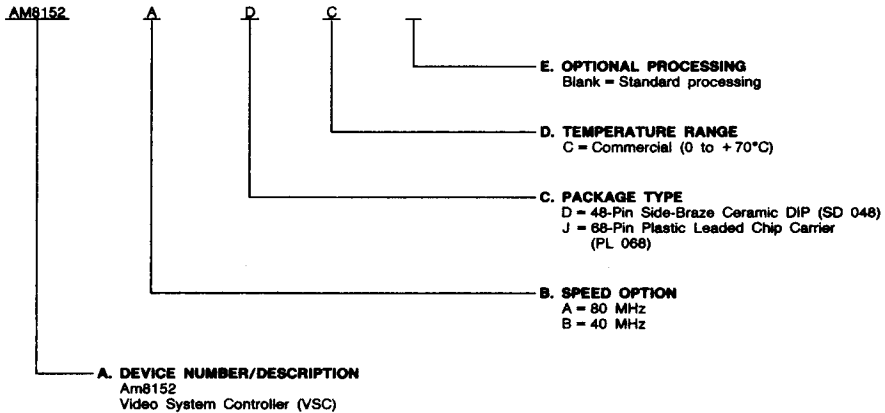 AM8152 A D C
E. OPTIONAL PROCESSING
Blank = Standard processing
D. TEMPERATURE RANGE
C = Commercial (0 to +70°C)
C. PACKAGE TYPE
D = 48-Pin Side-Braze Ceramic DIP (SD 048)
J = 68-Pin Plastic Leaded Chip Carrier
(PL 068)
B. SPEED OPTION
A = 80 MHz
B = 40 MHz
A. DEVICE NUMBER/DESCRIPTION
Am8152
Video System Controller (VSC)